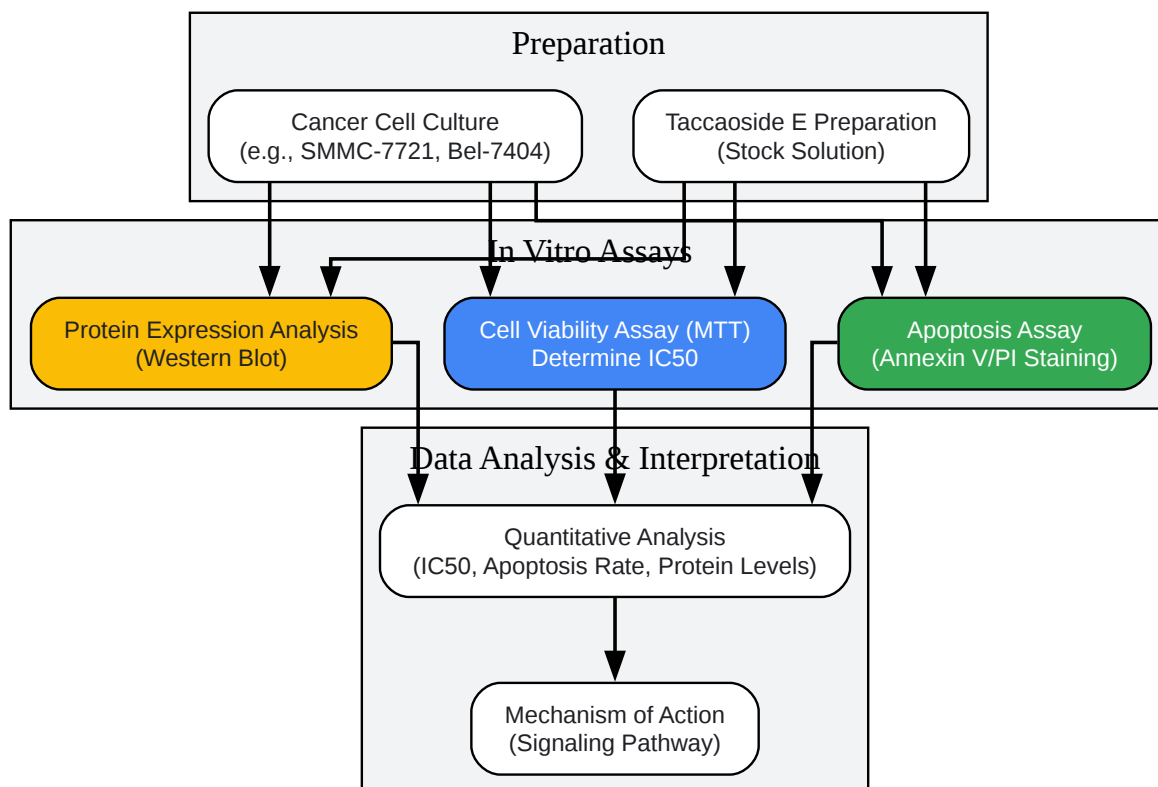 Preparation
Cancer Cell Culture
(e.g., SMMC-7721, Bel-7404)
Taccaoside E Preparation
(Stock Solution)
In Vitro Assays
Protein Expression Analysis
(Western Blot)
Cell Viability Assay (MTT)
Determine IC50
Apoptosis Assay
(Annexin V/PI Staining)
Data Analysis & Interpretation
Quantitative Analysis
(IC50, Apoptosis Rate, Protein Levels)
Mechanism of Action
(Signaling Pathway)